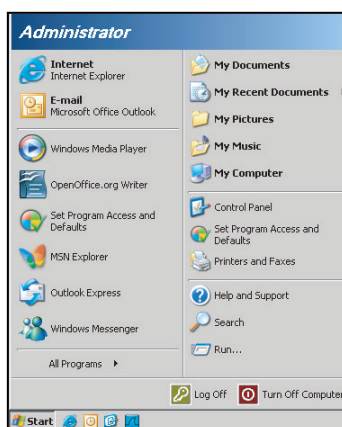 Administrator
Internet
Internet Explorer
E-mail
Microsoft Office Outlook
Windows Media Player
OpenOffice.org Writer
Set Program Access and
Defaults
MSN Explorer
Outlook Express
Windows Messenger
All Programs
My Documents
My Recent Documents
My Pictures
My Music
My Computer
Control Panel
Set Program Access and
Defaults
Printers and Faxes
Help and Support
Search
Run...
Log Off
Turn Off Computer
Start